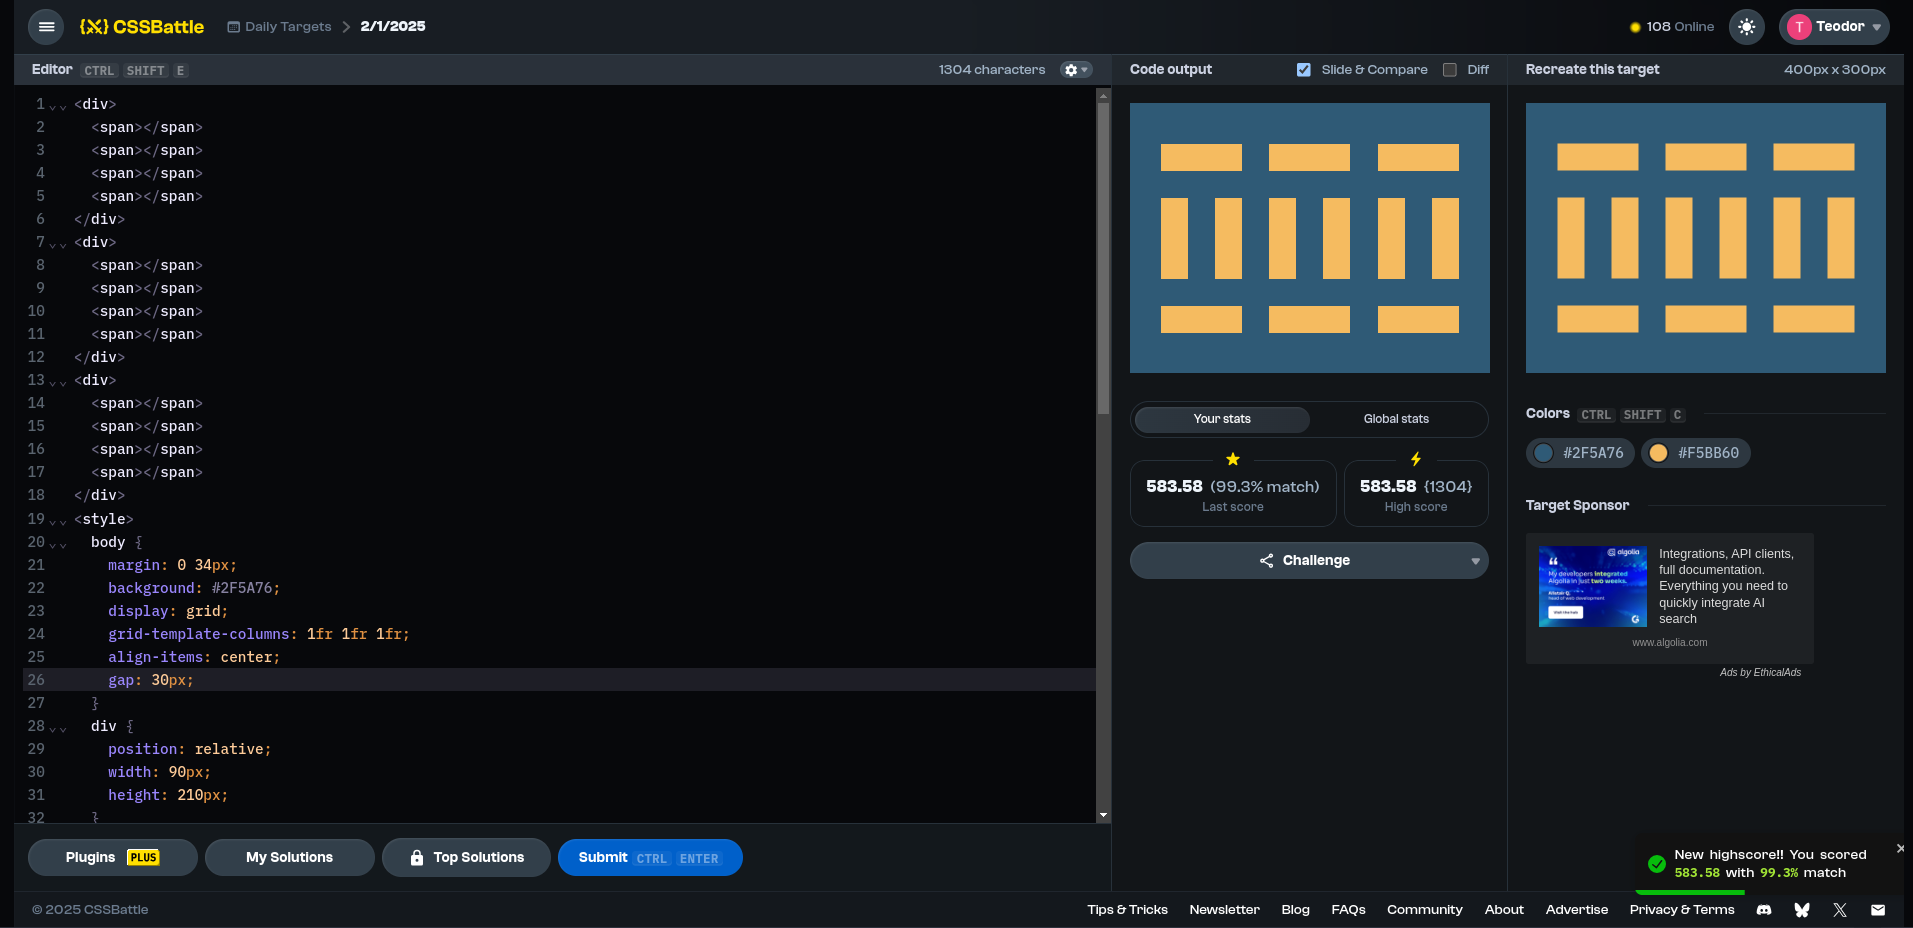 CSSBattle
Daily Targets
2/1/2025
108 Online
T Teodor
Editor CTRL SHIFT E
1304 characters
Code output
Slide & Compare
Diff
Recreate this target
400px x 300px
1 <div>
2 <span></span>
3 <span></span>
4 <span></span>
5 <span></span>
6 </div>
7 <div>
8 <span></span>
9 <span></span>
10 <span></span>
11 <span></span>
12 </div>
13 <div>
14 <span></span>
15 <span></span>
16 <span></span>
17 <span></span>
18 </div>
19 <style>
20 body {
21 margin: 0 34px;
22 background: #2F5A76;
23 display: grid;
24 grid-template-columns: 1fr 1fr 1fr;
25 align-items: center;
26 gap: 30px;
27 }
28 div {
29 position: relative;
30 width: 90px;
31 height: 210px;
32 }
Your stats
Global stats
583.58 (99.3% match)
Last score
583.58 {1304}
High score
Challenge
Colors CTRL SHIFT C
#2F5A76
#F5BB60
Target Sponsor
algolia
My developers integrated
Algolia in just two weeks.
Integrations, API clients,
full documentation.
Everything you need to
quickly integrate AI
search
www.algolia.com
Ads by EthicalAds
Plugins PLUS
My Solutions
Top Solutions
Submit CTRL ENTER
New highscore!! You scored
583.58 with 99.3% match
© 2025 CSSBattle
Tips & Tricks
Newsletter
Blog
FAQs
Community
About
Advertise
Privacy & Terms